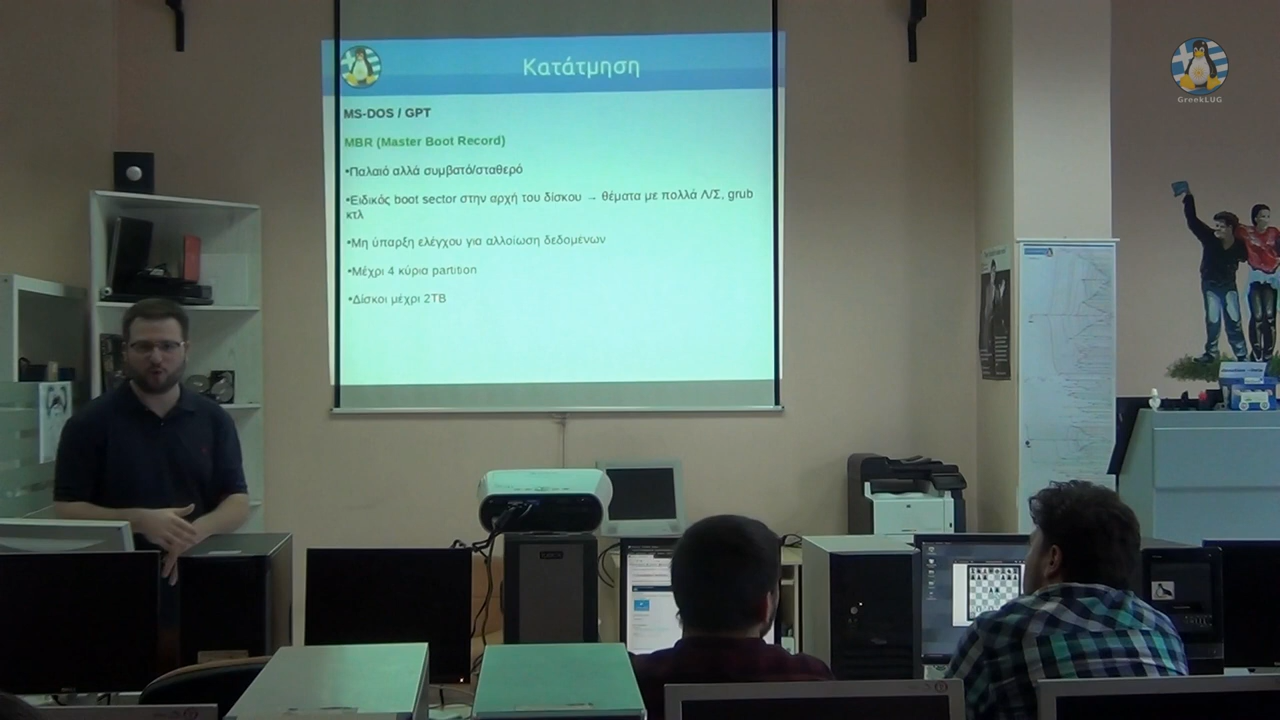 Κατάτμηση
MS-DOS / GPT
MBR (Master Boot Record)
•Παλαιό αλλά συμβατό/σταθερό
•Ειδικός boot sector στην αρχή του δίσκου → θέματα με πολλά Λ/Σ, grub
κτλ
•Μη ύπαρξη ελέγχου για αλλοίωση δεδομενων
•Μέχρι 4 κύρια partition
•Δίσκοι μέχρι 2TB
GreekLUG